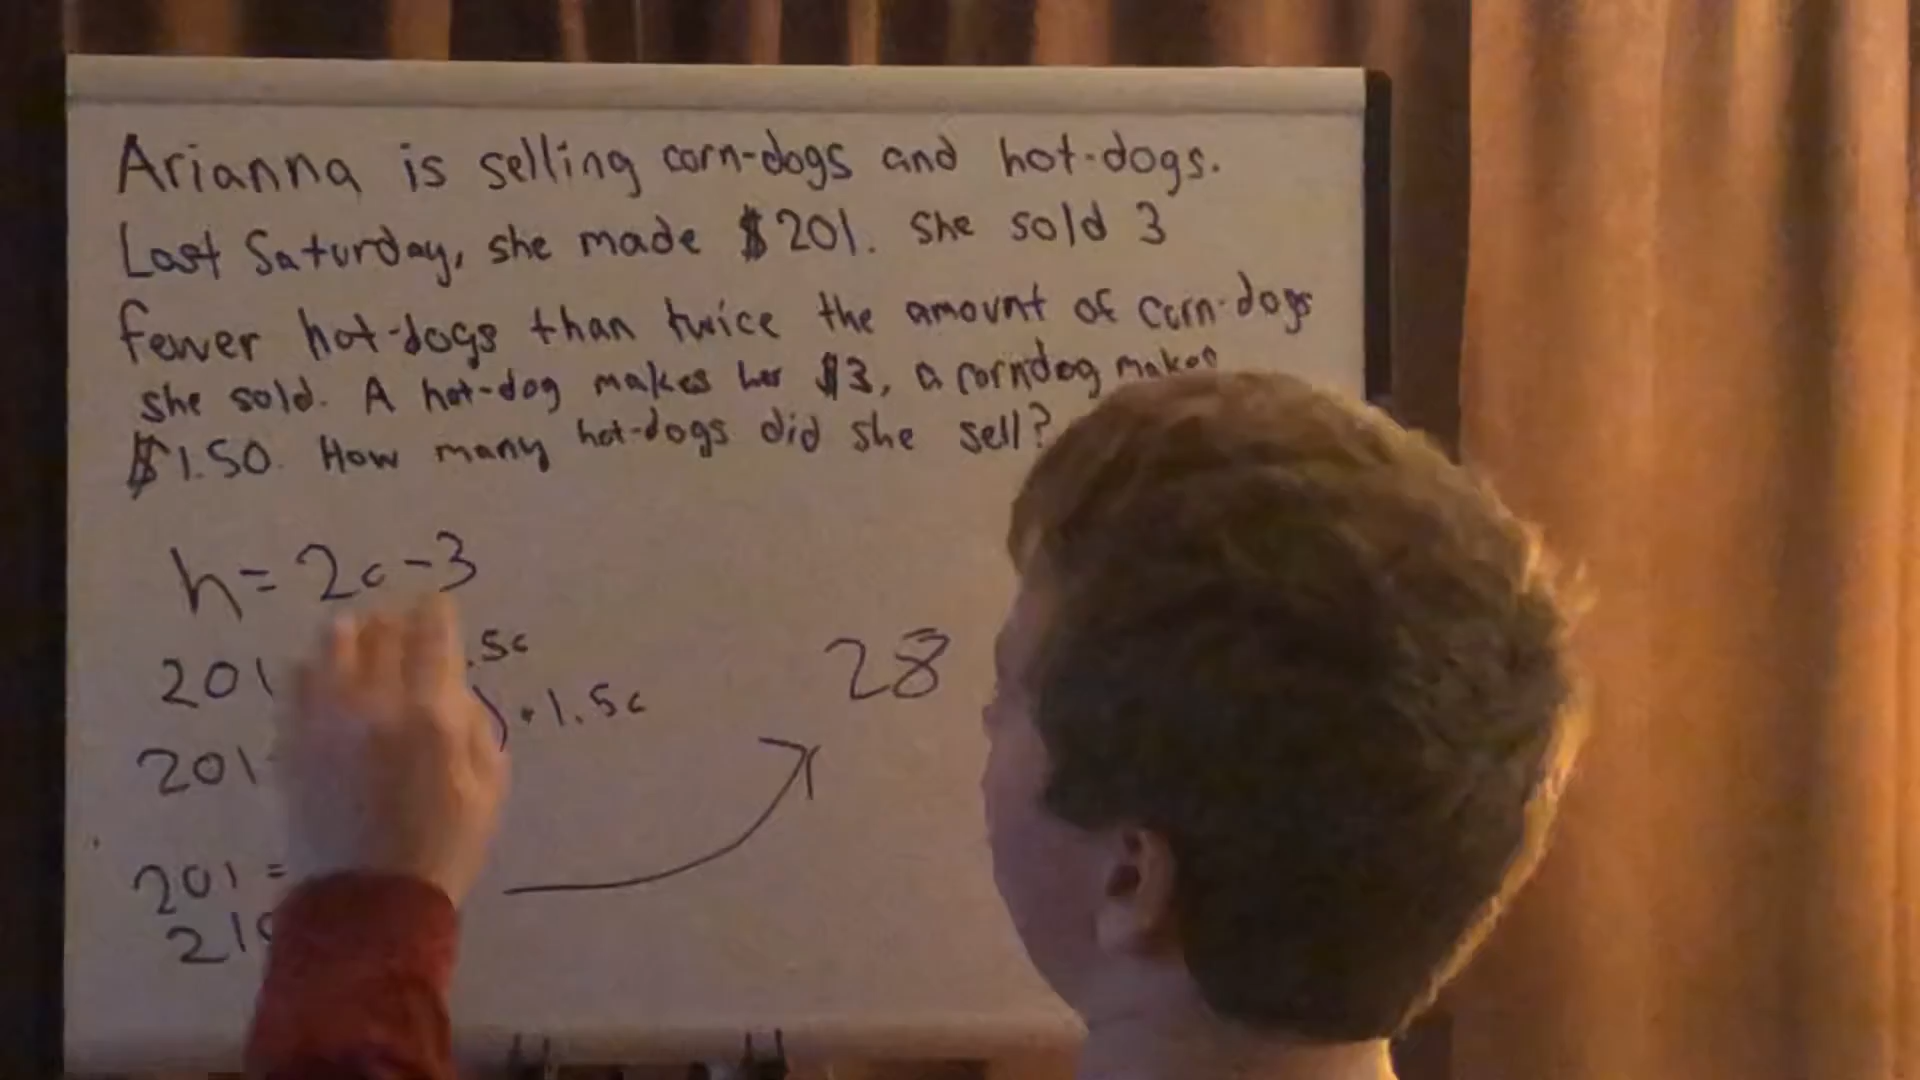 Arianna is selling corn-dogs and hot-dogs.
Last Saturday, she made $201. She sold 3
fewer hot-dogs than twice the amount of corn-dogs
she sold. A hot-dog makes her $3, a corndog makes
$1.50. How many hot-dogs did she sell?
h = 2c - 3
201 .5c
201 ) + 1.5c
201 =
210
28